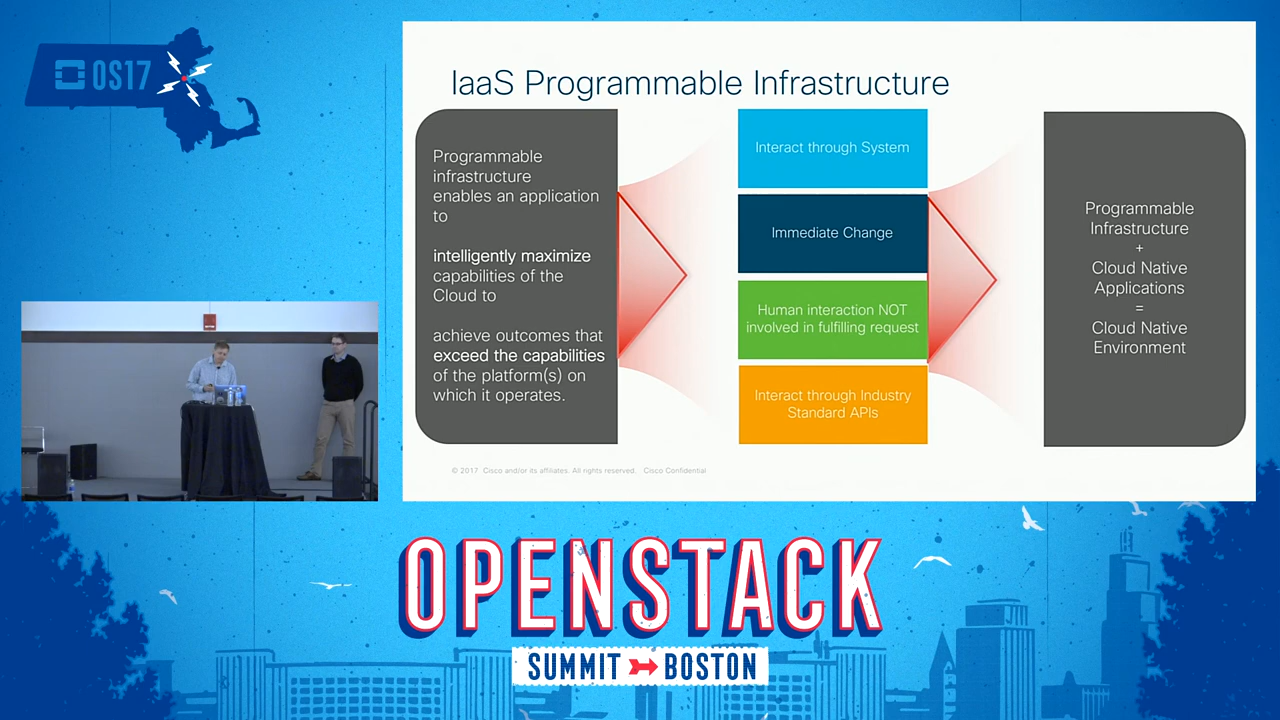 OS17
IaaS Programmable Infrastructure
Programmable
infrastructure
enables an application
to
intelligently maximize
capabilities of the
Cloud to
achieve outcomes that
exceed the capabilities
of the platform(s) on
which it operates.
Interact through System
Immediate Change
Human interaction NOT
involved in fulfilling request
Interact through Industry
Standard APIs
Programmable
Infrastructure
+
Cloud Native
Applications
=
Cloud Native
Environment
© 2017 Cisco and/or its affiliates. All rights reserved. Cisco Confidential
OPENSTACK
SUMMIT BOSTON